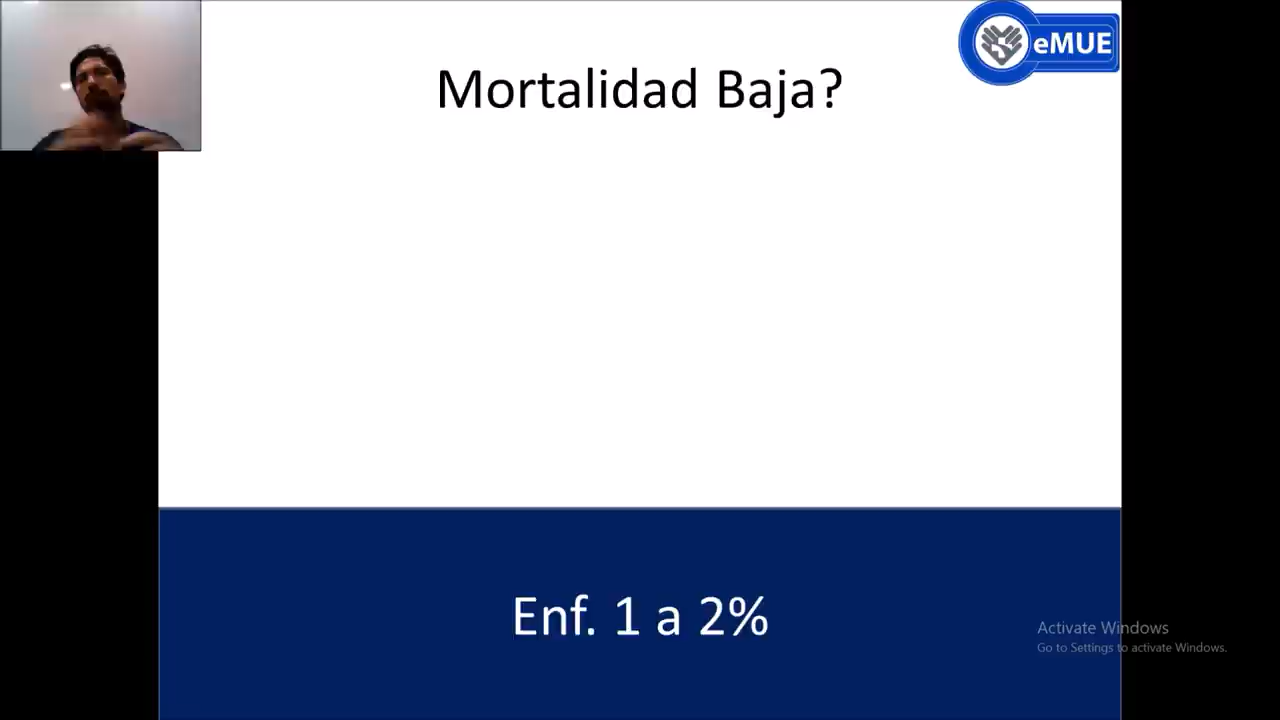 eMUE
Mortalidad Baja?
Enf. 1 a 2%
Activate Windows
Go to Settings to activate Windows.